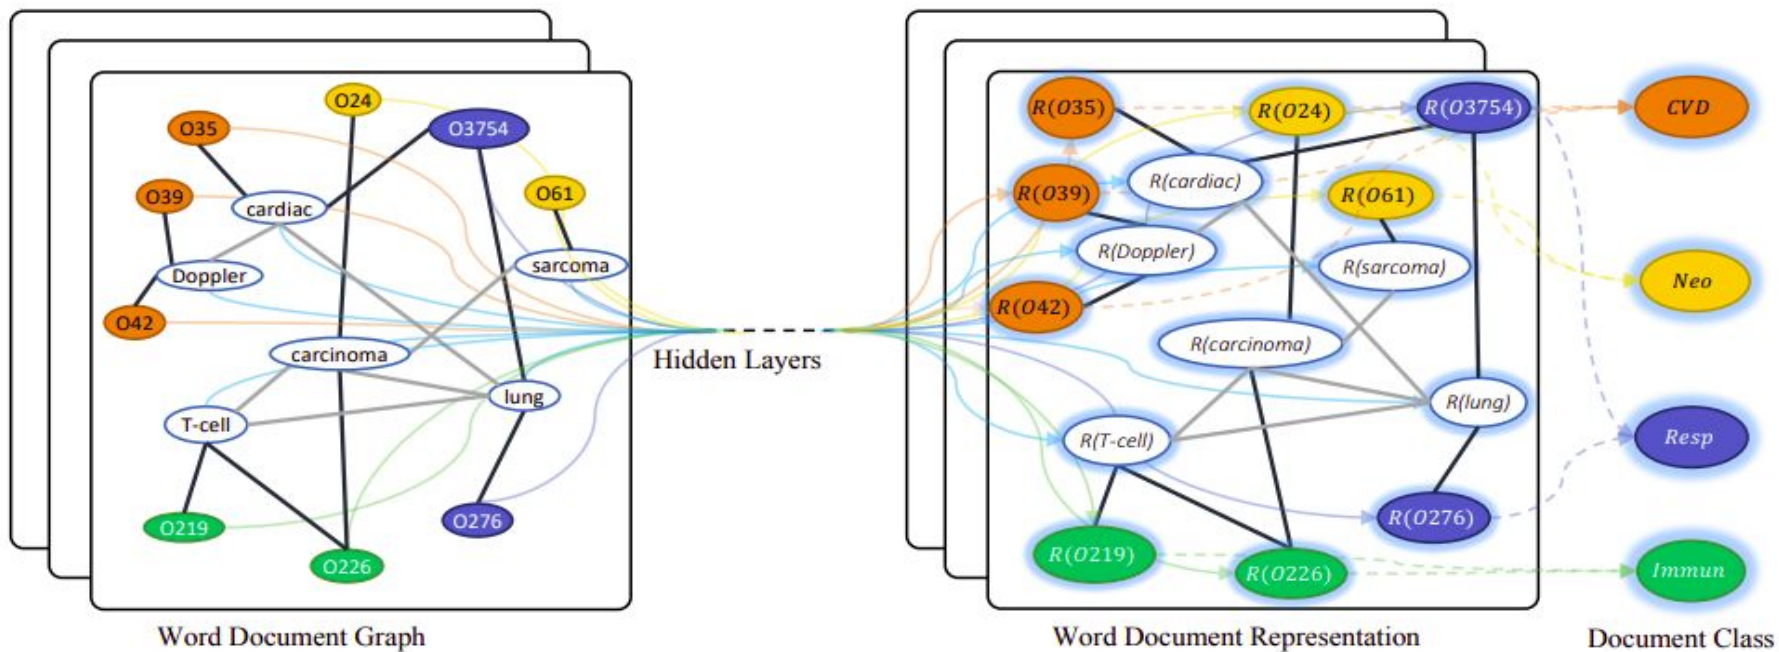 O24
O35
O3754
O39
O61
cardiac
Doppler
sarcoma
O42
carcinoma
lung
T-cell
O219
O276
O226
Word Document Graph
Hidden Layers
R(O35)
R(O24)
R(O3754)
R(cardiac)
R(O39)
R(O61)
R(Doppler)
R(sarcoma)
R(O42)
R(carcinoma)
R(lung)
R(T-cell)
R(O276)
R(O219)
R(O226)
Word Document Representation
CVD
Neo
Resp
Immun
Document Class